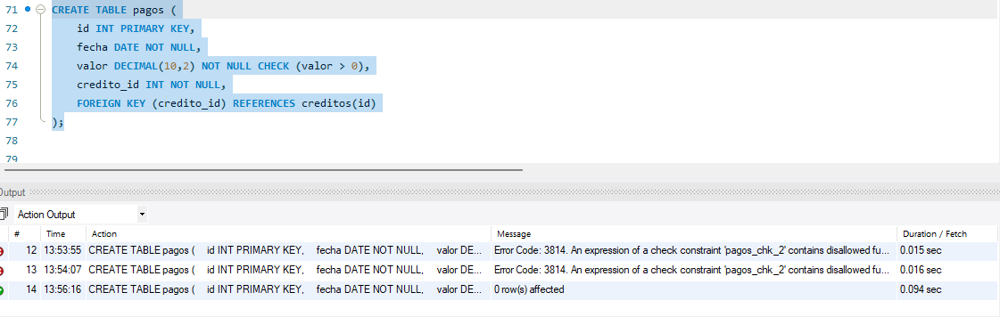 71 CREATE TABLE pagos (
72 id INT PRIMARY KEY,
73 fecha DATE NOT NULL,
74 valor DECIMAL(10,2) NOT NULL CHECK (valor > 0),
75 credito_id INT NOT NULL,
76 FOREIGN KEY (credito_id) REFERENCES creditos(id)
77 );
78
79
Output
Action Output
# Time Action Message Duration / Fetch
12 13:53:55 CREATE TABLE pagos ( id INT PRIMARY KEY, fecha DATE NOT NULL, valor DE... Error Code: 3814. An expression of a check constraint 'pagos_chk_2' contains disallowed fu... 0.015 sec
13 13:54:07 CREATE TABLE pagos ( id INT PRIMARY KEY, fecha DATE NOT NULL, valor DE... Error Code: 3814. An expression of a check constraint 'pagos_chk_2' contains disallowed fu... 0.016 sec
14 13:56:16 CREATE TABLE pagos ( id INT PRIMARY KEY, fecha DATE NOT NULL, valor DE... 0 row(s) affected 0.094 sec